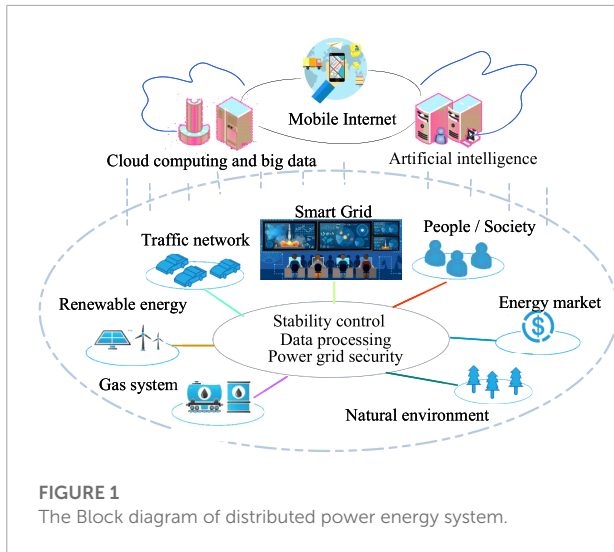 Mobile Internet
Cloud computing and big data
Artificial intelligence
Smart Grid
People / Society
Traffic network
Renewable energy
Energy market
Stability control
Data processing
Power grid security
Gas system
Natural environment
FIGURE 1
The Block diagram of distributed power energy system.